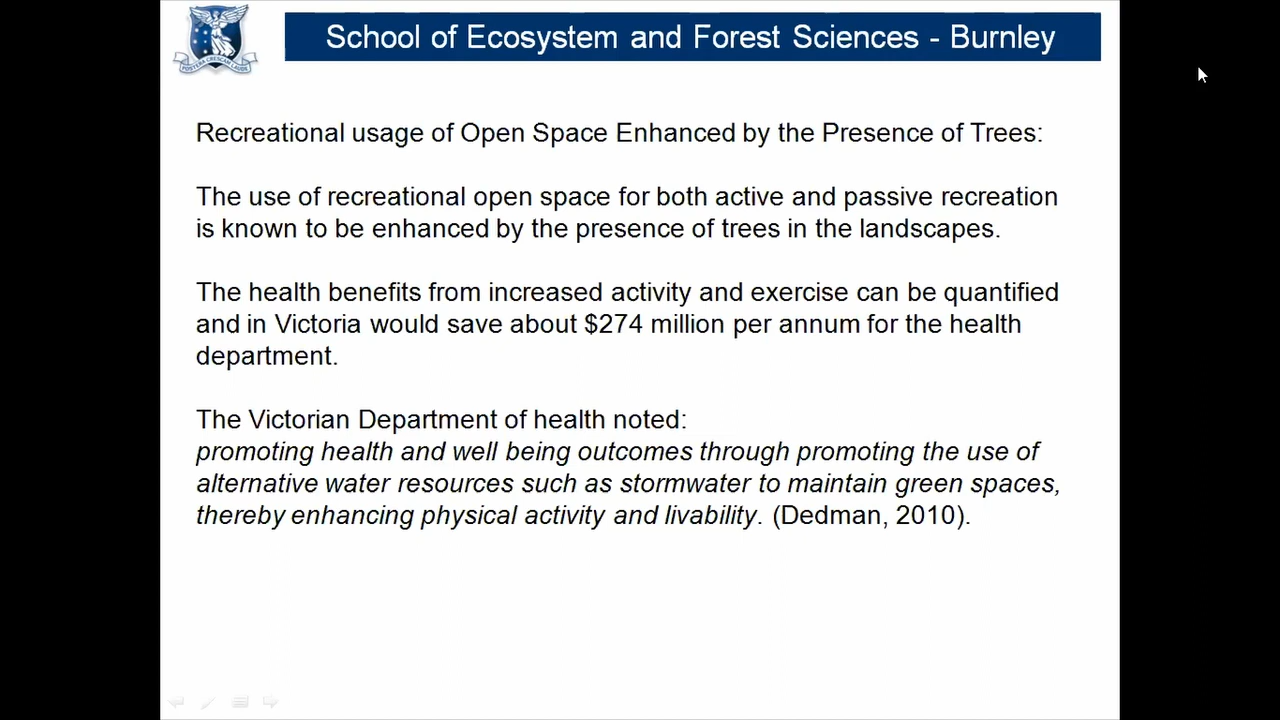 School of Ecosystem and Forest Sciences - Burnley
POSTERA CRESCAM LAUDE
Recreational usage of Open Space Enhanced by the Presence of Trees:
The use of recreational open space for both active and passive recreation
is known to be enhanced by the presence of trees in the landscapes.
The health benefits from increased activity and exercise can be quantified
and in Victoria would save about $274 million per annum for the health
department.
The Victorian Department of health noted:
promoting health and well being outcomes through promoting the use of
alternative water resources such as stormwater to maintain green spaces,
thereby enhancing physical activity and livability. (Dedman, 2010).